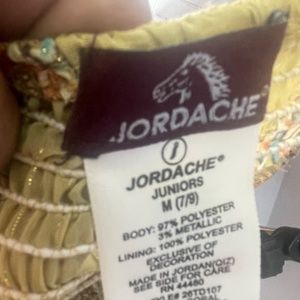 JORDACHE®
J
JORDACHE®
JUNIORS
M (7/9)
BODY: 97% POLYESTER
3% METALLIC
LINING: 100% POLYESTER
EXCLUSIVE OF
DECORATION
MADE IN JORDAN(QIZ)
SEE SIDE FOR CARE
RN 44480
26TD107